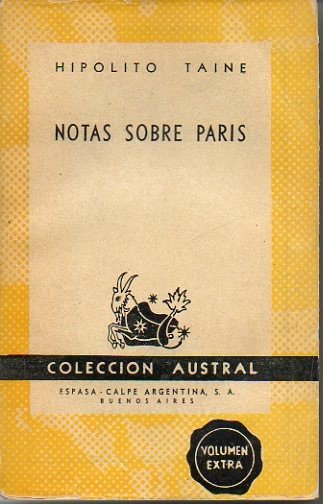 HIPOLITO TAINE
NOTAS SOBRE PARIS
COLECCION AUSTRAL
ESPASA - CALPE ARGENTINA, S. A.
BUENOS AIRES
VOLUMEN
EXTRA